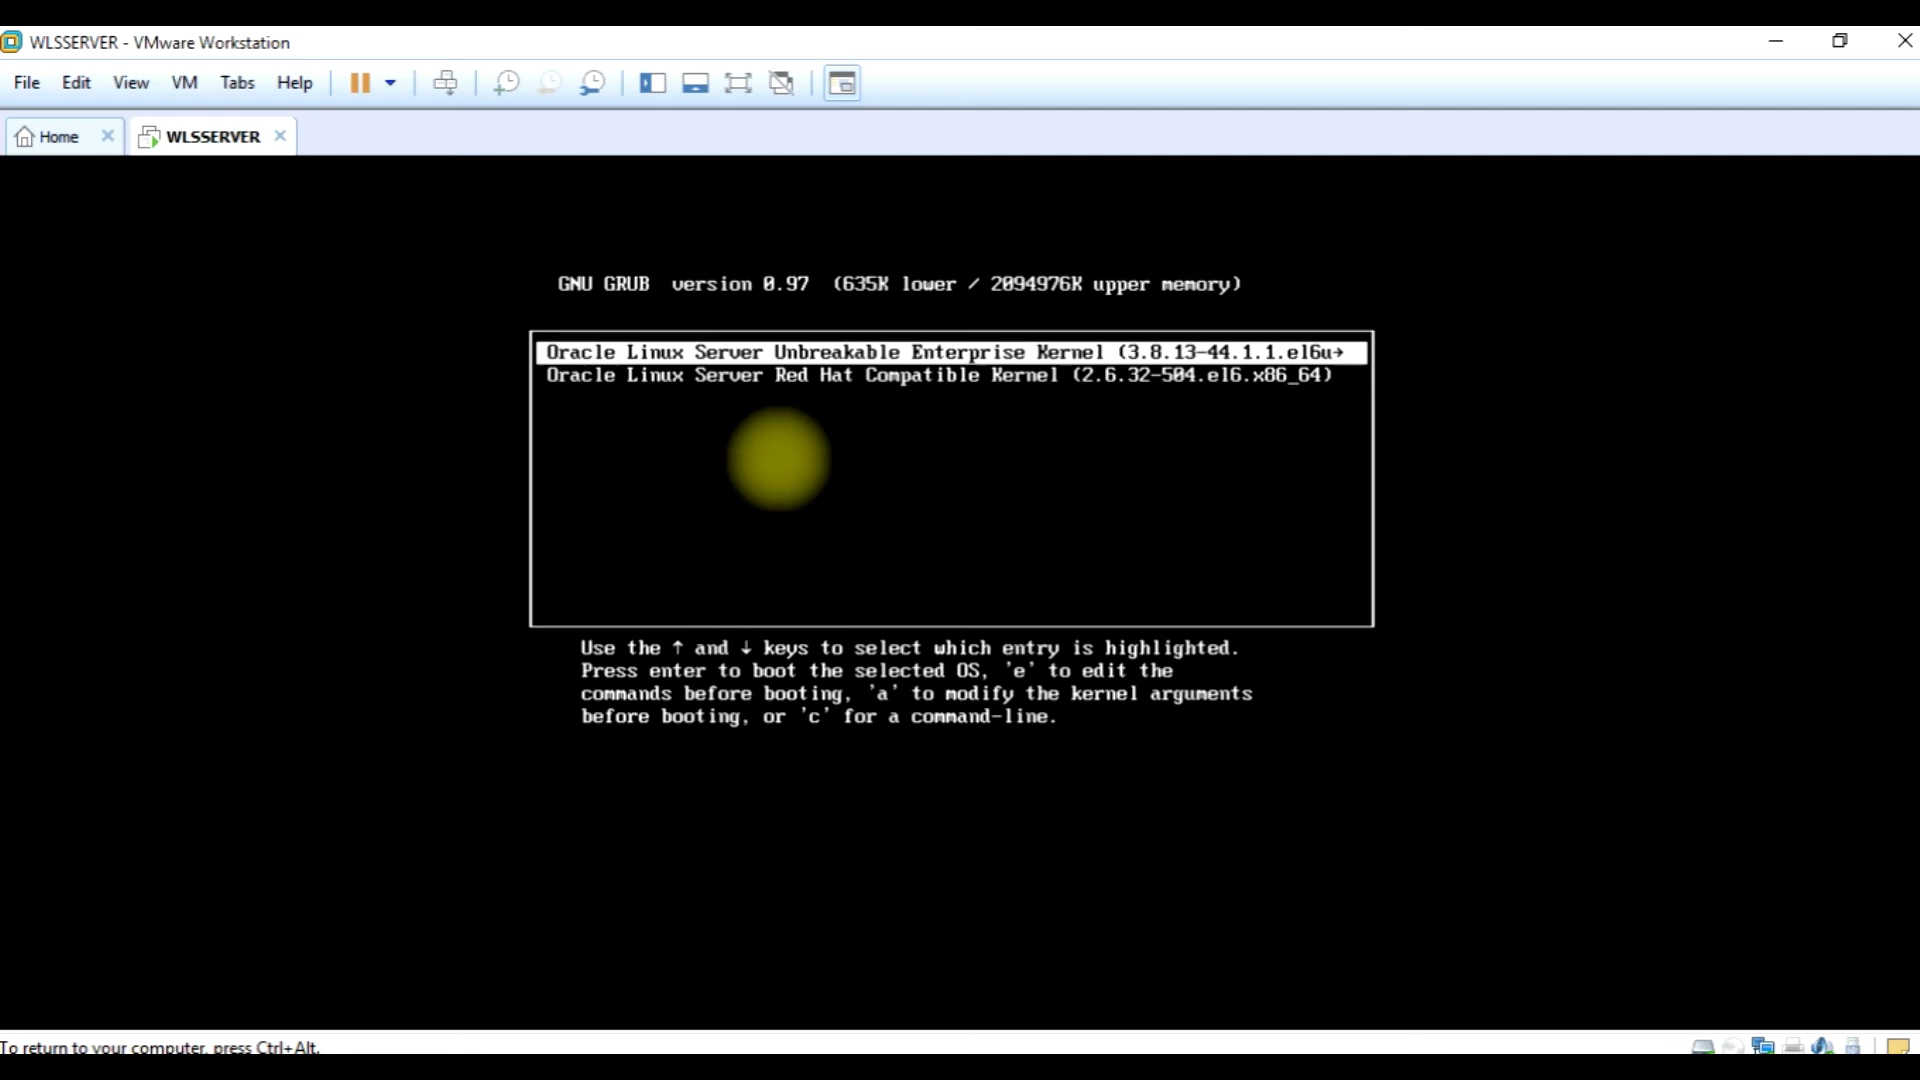 WLSSERVER - VMware Workstation
File Edit View VM Tabs Help
Home WLSSERVER
GNU GRUB version 0.97 (635K lower / 2094976K upper memory)
Oracle Linux Server Unbreakable Enterprise Kernel (3.8.13-44.1.1.el6u→
Oracle Linux Server Red Hat Compatible Kernel (2.6.32-504.el6.x86_64)
Use the ↑ and ↓ keys to select which entry is highlighted.
Press enter to boot the selected OS, 'e' to edit the
commands before booting, 'a' to modify the kernel arguments
before booting, or 'c' for a command-line.
To return to your computer, press Ctrl+Alt.